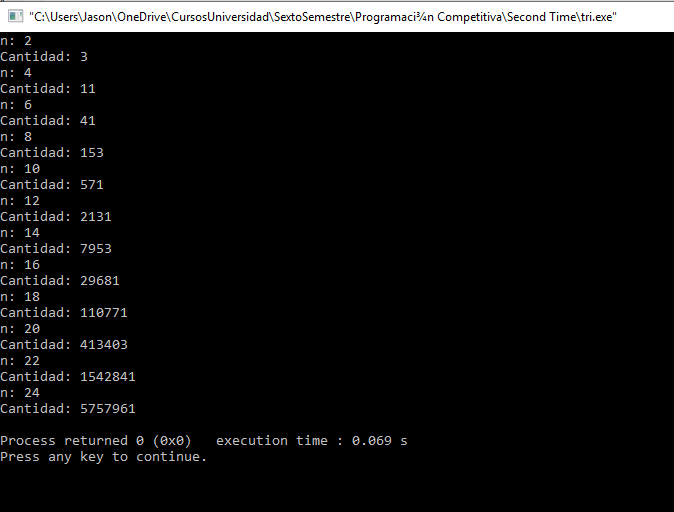 "C:\Users\Jason\OneDrive\CursosUniversidad\SextoSemestre\Programaci¾n Competitiva\Second Time\tri.exe"
n: 2
Cantidad: 3
n: 4
Cantidad: 11
n: 6
Cantidad: 41
n: 8
Cantidad: 153
n: 10
Cantidad: 571
n: 12
Cantidad: 2131
n: 14
Cantidad: 7953
n: 16
Cantidad: 29681
n: 18
Cantidad: 110771
n: 20
Cantidad: 413403
n: 22
Cantidad: 1542841
n: 24
Cantidad: 5757961
Process returned 0 (0x0)   execution time : 0.069 s
Press any key to continue.